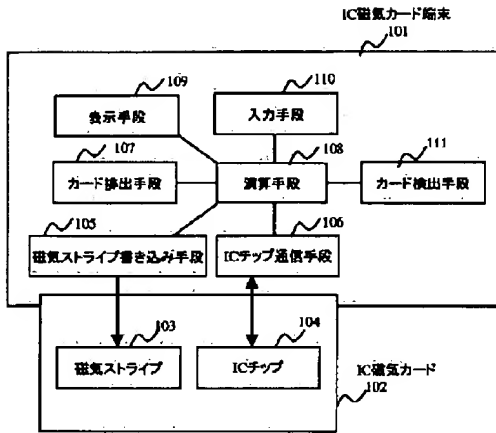 IC磁気カード端末
101
109
表示手段
110
入力手段
107
カード排出手段
108
演算手段
111
カード検出手段
105
磁気ストライプ書き込み手段
106
ICチップ通信手段
103
磁気ストライプ
104
ICチップ
IC磁気カード
102